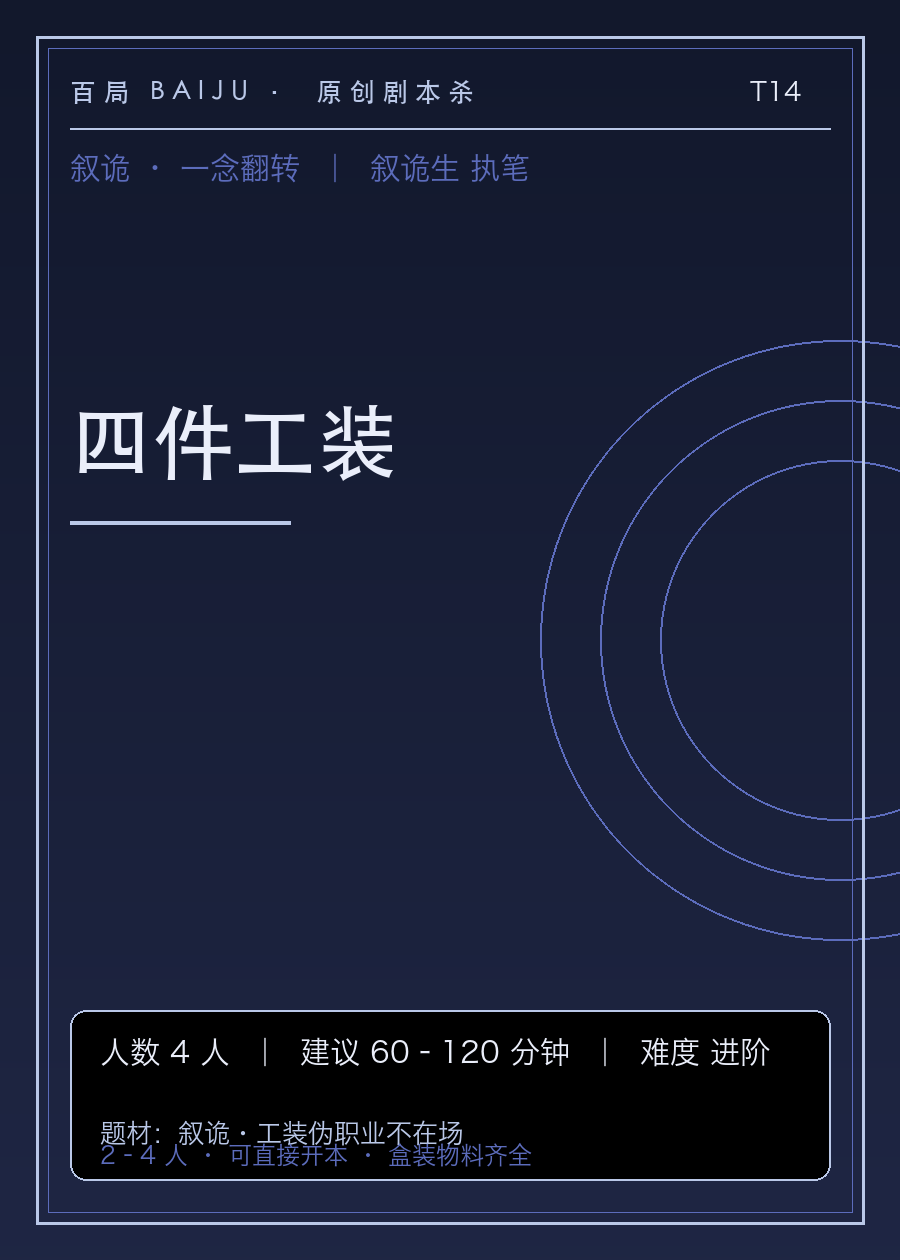 百局 BAIJU · 原创剧本杀
T14
叙诡 · 一念翻转 ｜ 叙诡生 执笔
四件工装
人数 4 人 ｜ 建议 60 - 120 分钟 ｜ 难度 进阶
题材: 叙诡 · 工装伪职业不在场
2 - 4 人 · 可直接开本 · 盒装物料齐全